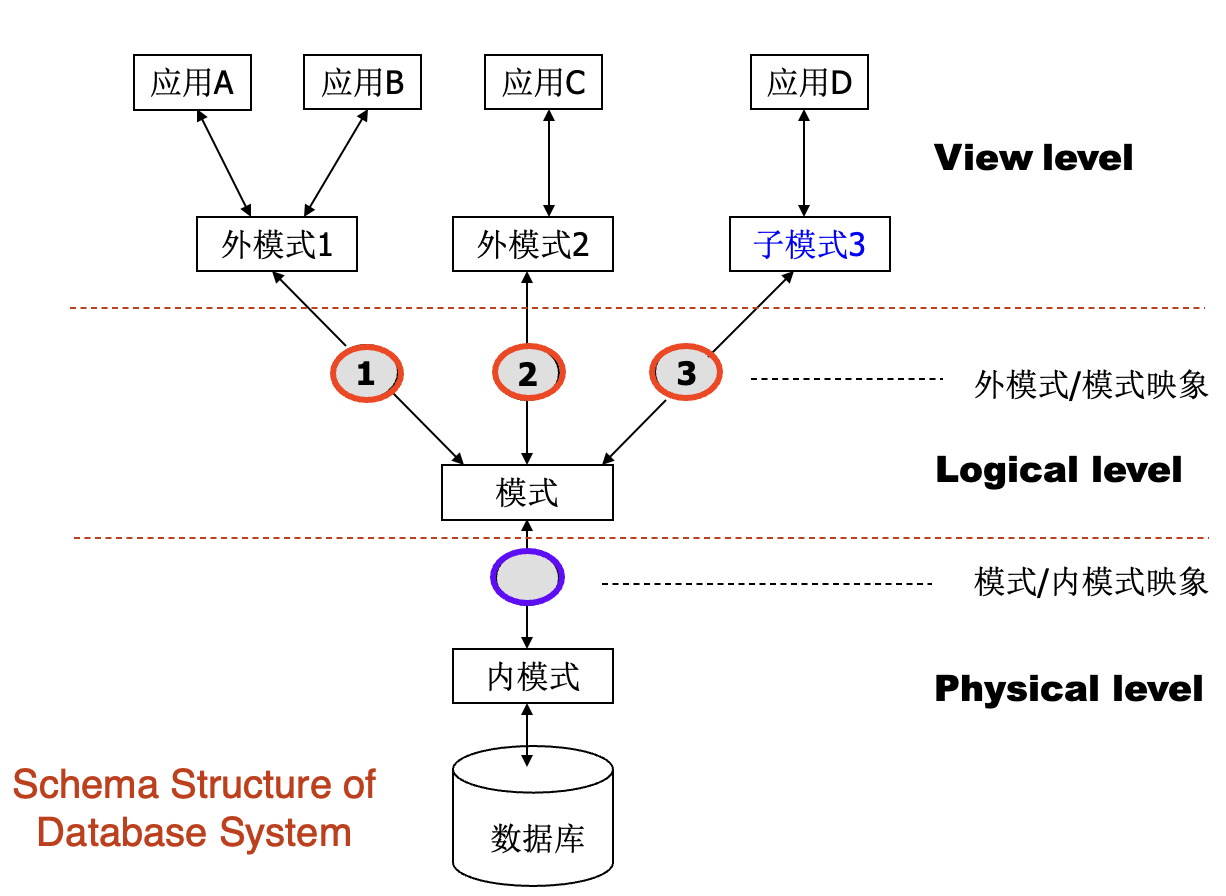 应用A
应用B
应用C
应用D
View level
外模式1
外模式2
子模式3
1
2
3
外模式/模式映象
Logical level
模式
模式/内模式映象
内模式
Physical level
Schema Structure of
Database System
数据库